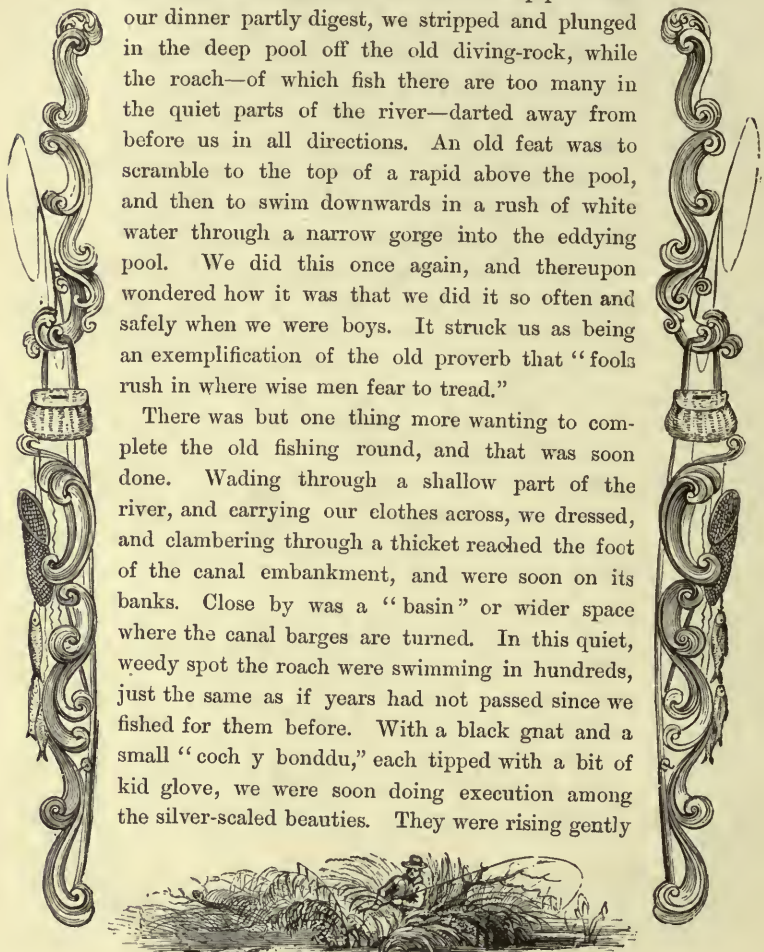 our dinner partly digest, we stripped and plunged
in the deep pool off the old diving-rock, while
the roach—of which fish there are too many in
the quiet parts of the river—darted away from
before us in all directions. An old feat was to
scramble to the top of a rapid above the pool,
and then to swim downwards in a rush of white
water through a narrow gorge into the eddying
pool. We did this once again, and thereupon
wondered how it was that we did it so often and
safely when we were boys. It struck us as being
an exemplification of the old proverb that “fools
rush in where wise men fear to tread.”
There was but one thing more wanting to com-
plete the old fishing round, and that was soon
done. Wading through a shallow part of the
river, and carrying our clothes across, we dressed,
and clambering through a thicket reached the foot
of the canal embankment, and were soon on its
banks. Close by was a “basin” or wider space
where the canal barges are turned. In this quiet,
weedy spot the roach were swimming in hundreds,
just the same as if years had not passed since we
fished for them before. With a black gnat and a
small “coch y bonddu,” each tipped with a bit of
kid glove, we were soon doing execution among
the silver-scaled beauties. They were rising gently